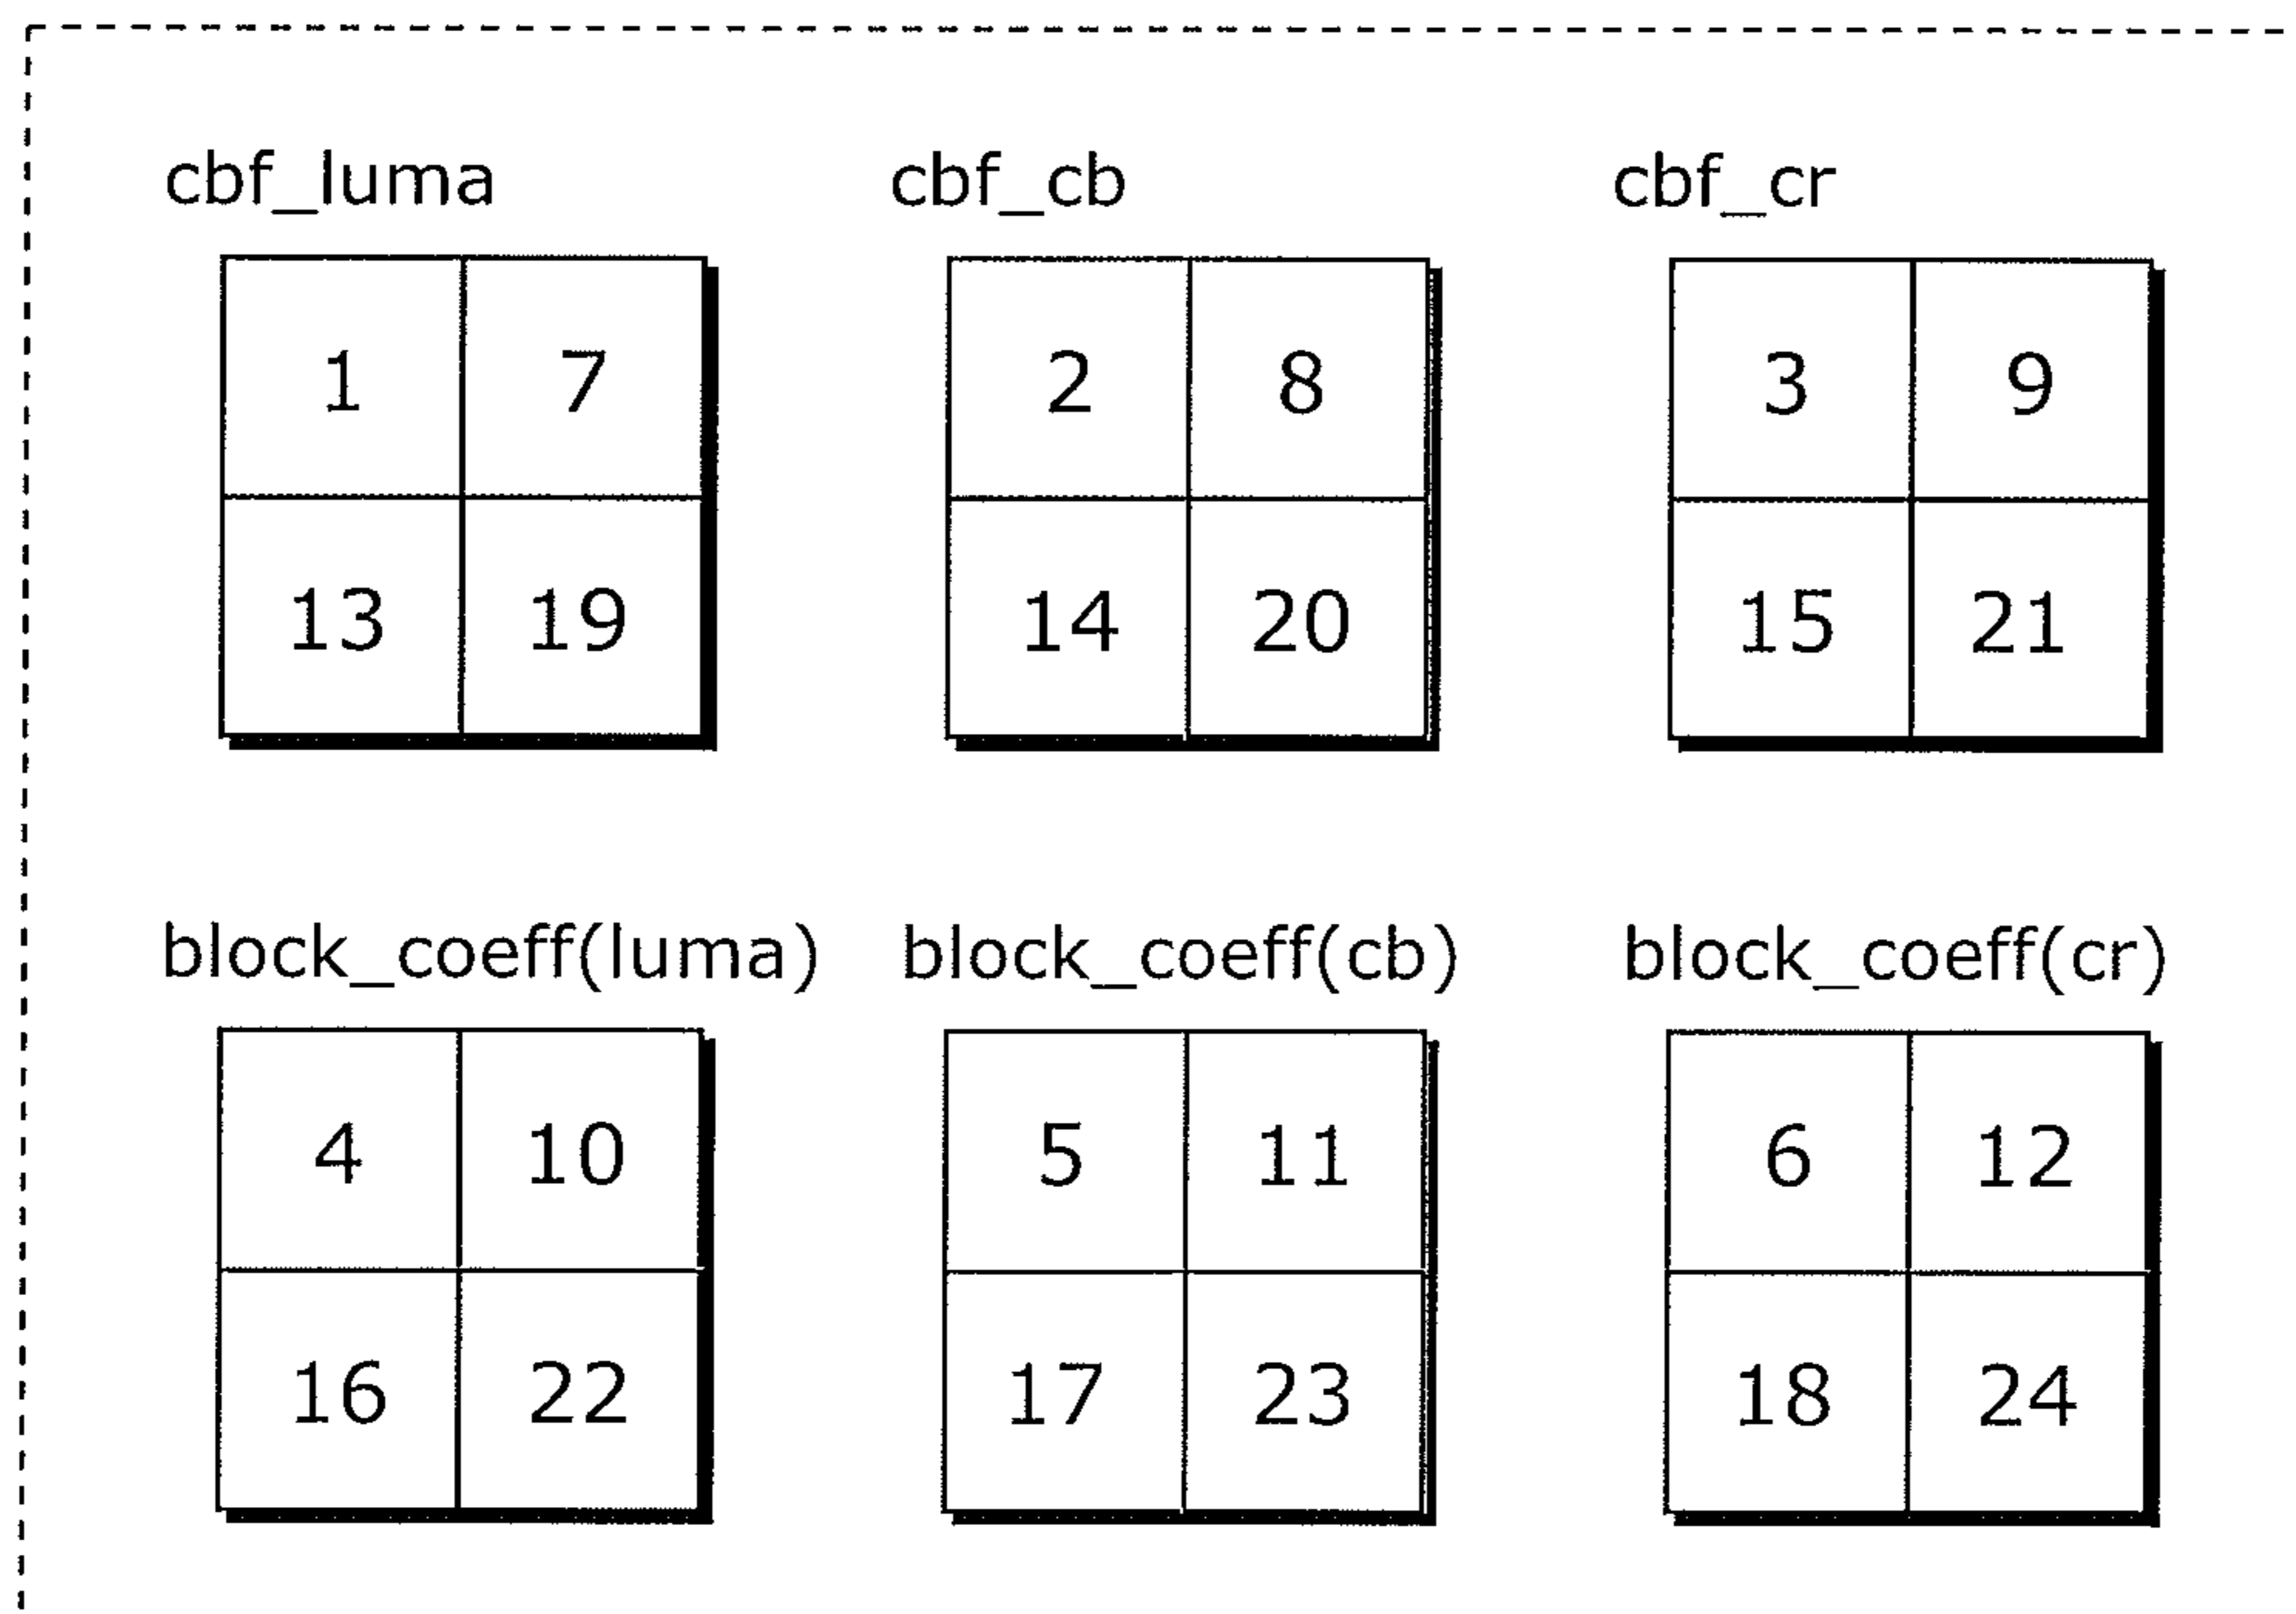 cbf_luma cbf_cb cbf_cr
1 7 2 8 3 9
13 19 14 20 15 21
block_coeff(luma) block_coeff(cb) block_coeff(cr)
4 10 5 11 6 12
16 22 17 23 18 24